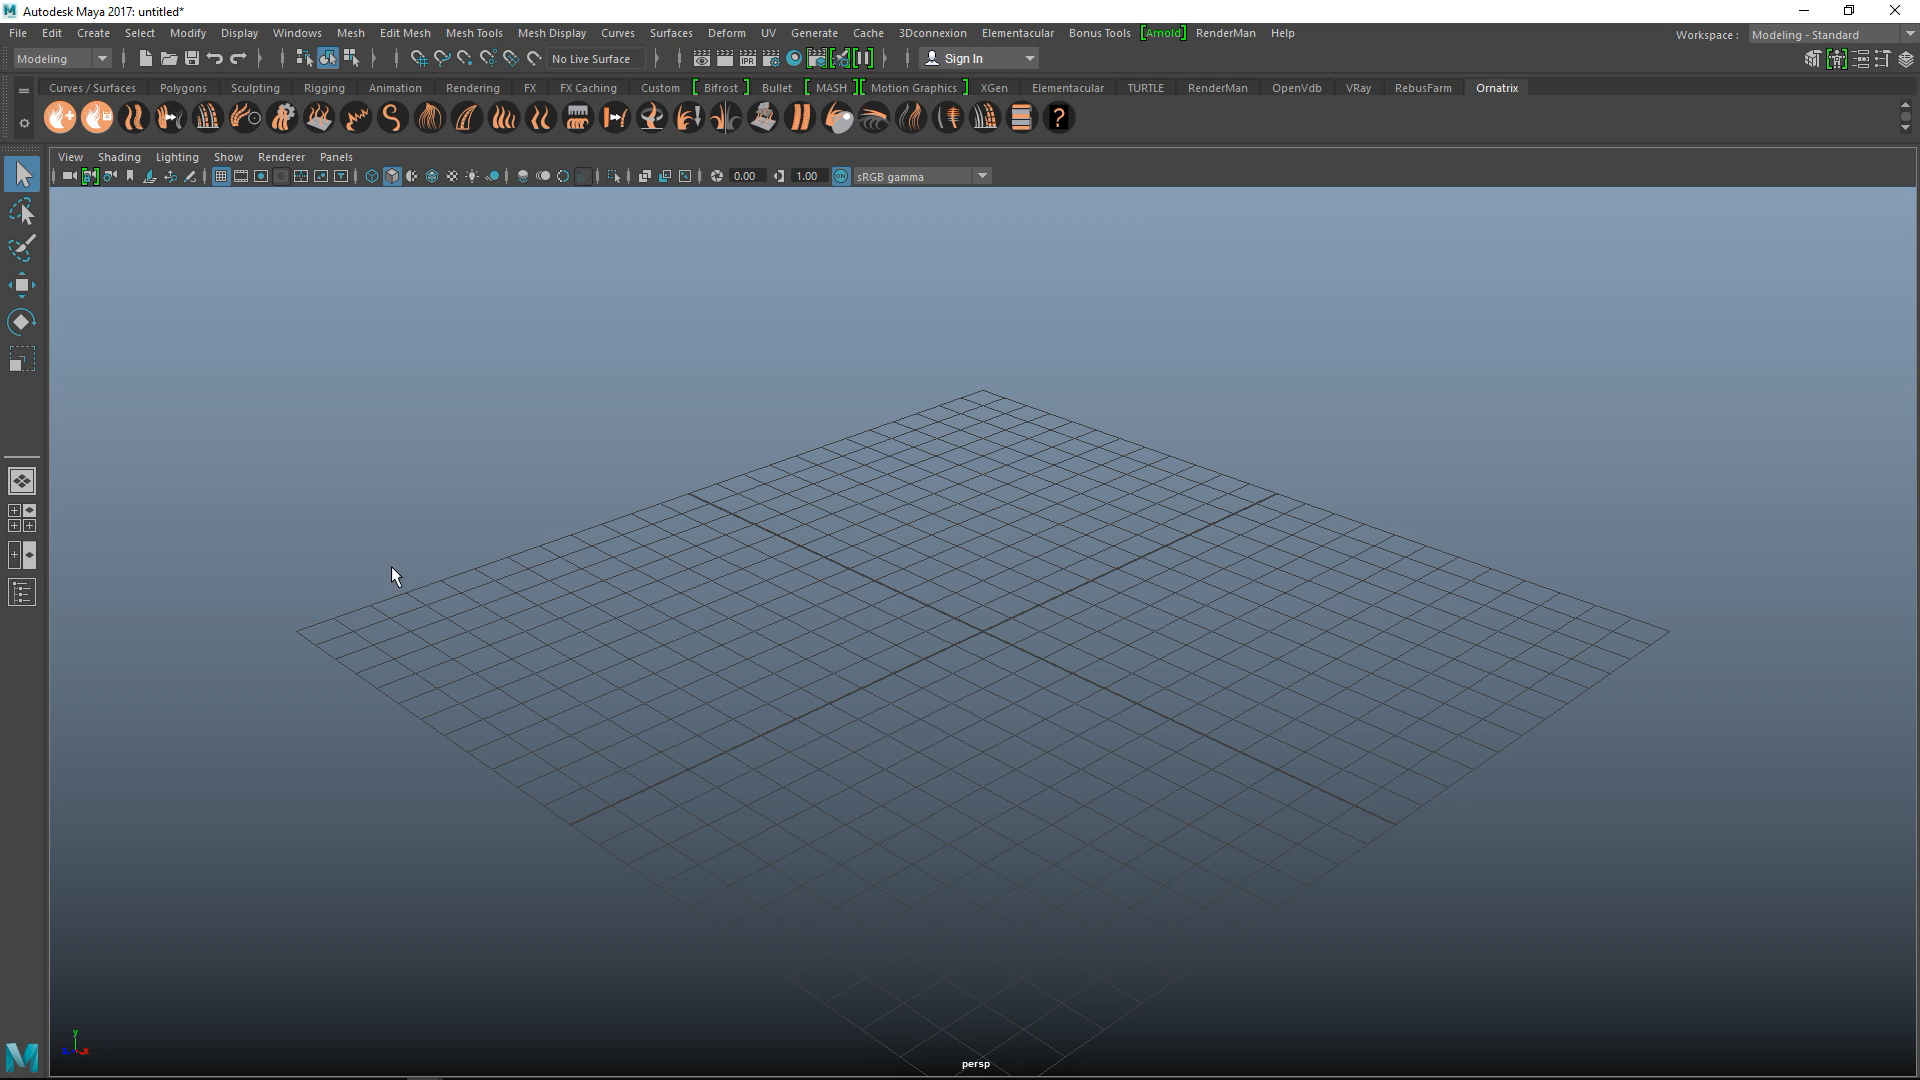 Autodesk Maya 2017: untitled*
File Edit Create Select Modify Display Windows Mesh Edit Mesh Mesh Tools Mesh Display Curves Surfaces Deform UV Generate Cache 3Dconnexion Elementacular Bonus Tools [Arnold] RenderMan Help Workspace : Modeling - Standard
Modeling IPR No Live Surface Sign In
Curves / Surfaces Polygons Sculpting Rigging Animation Rendering FX FX Caching Custom Bifrost Bullet MASH Motion Graphics XGen Elementacular TURTLE RenderMan OpenVdb VRay RebusFarm Ornatrix
?
View Shading Lighting Show Renderer Panels
0.00 1.00 ON sRGB gamma
y
x
persp
M